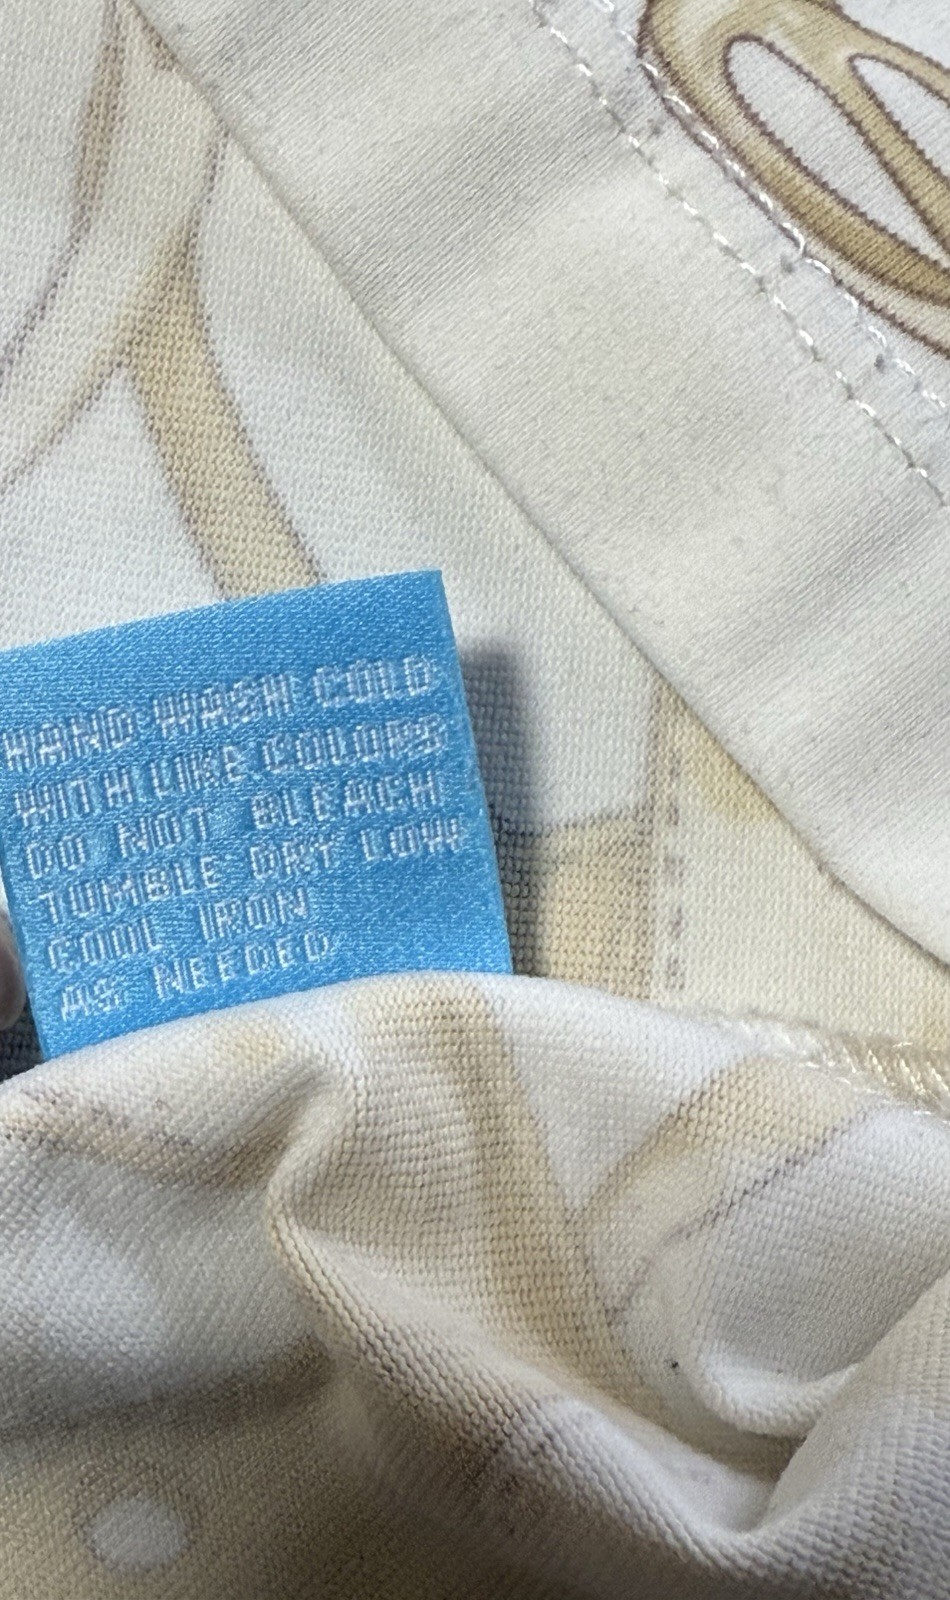 HAND WASH COLD
WITH LIKE COLORS
DO NOT BLEACH
TUMBLE DRY LOW
COOL IRON
AS NEEDED